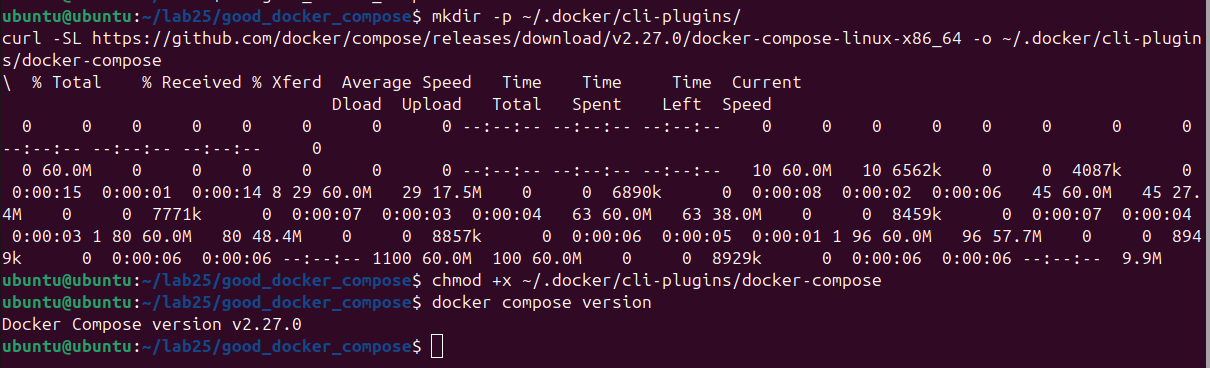 ubuntu@ubuntu:~/lab25/good_docker_compose$ mkdir -p ~/.docker/cli-plugins/
curl -SL https://github.com/docker/compose/releases/download/v2.27.0/docker-compose-linux-x86_64 -o ~/.docker/cli-plugin
s/docker-compose
\  % Total    % Received % Xferd  Average Speed   Time    Time     Time  Current
                                 Dload  Upload   Total   Spent    Left  Speed
  0     0    0     0    0     0      0      0 --:--:-- --:--:-- --:--:--     0     0    0     0    0     0      0      0
--:--:-- --:--:-- --:--:--     0
  0 60.0M    0     0    0     0      0      0 --:--:-- --:--:-- --:--:--     10 60.0M   10 6562k    0     0  4087k      0
 0:00:15  0:00:01  0:00:14 8 29 60.0M   29 17.5M    0     0  6890k      0  0:00:08  0:00:02  0:00:06   45 60.0M   45 27.
4M    0     0  7771k      0  0:00:07  0:00:03  0:00:04   63 60.0M   63 38.0M    0     0  8459k      0  0:00:07  0:00:04
 0:00:03 1 80 60.0M   80 48.4M    0     0  8857k      0  0:00:06  0:00:05  0:00:01 1 96 60.0M   96 57.7M    0     0  894
9k      0  0:00:06  0:00:06 --:--:-- 1100 60.0M  100 60.0M    0     0  8929k      0  0:00:06  0:00:06 --:--:--  9.9M
ubuntu@ubuntu:~/lab25/good_docker_compose$ chmod +x ~/.docker/cli-plugins/docker-compose
ubuntu@ubuntu:~/lab25/good_docker_compose$ docker compose version
Docker Compose version v2.27.0
ubuntu@ubuntu:~/lab25/good_docker_compose$